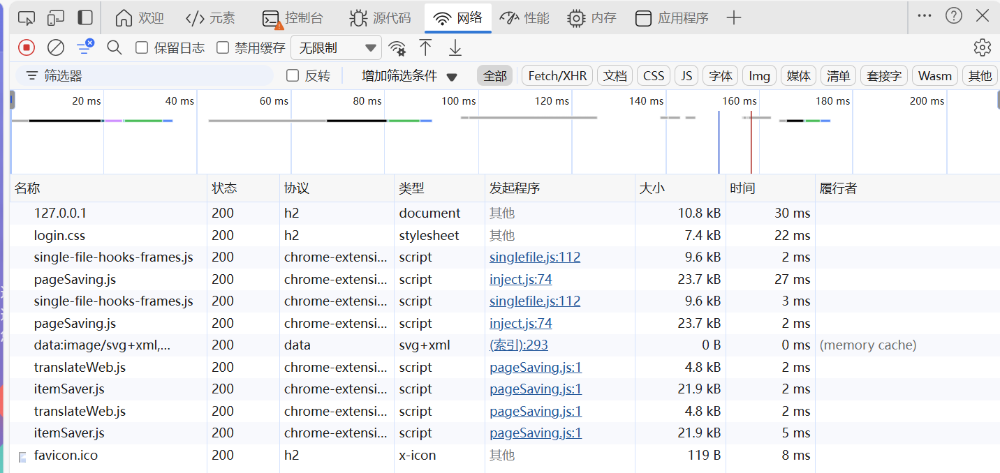 欢迎 元素 控制台 源代码 网络 性能 内存 应用程序
保留日志 禁用缓存 无限制
筛选器 反转 增加筛选条件 全部 Fetch/XHR 文档 CSS JS 字体 Img 媒体 清单 套接字 Wasm 其他
20 ms 40 ms 60 ms 80 ms 100 ms 120 ms 140 ms 160 ms 180 ms 200 ms
名称 状态 协议 类型 发起程序 大小 时间 履行者
127.0.0.1 200 h2 document 其他 10.8 kB 30 ms
login.css 200 h2 stylesheet 其他 7.4 kB 22 ms
single-file-hooks-frames.js 200 chrome-extensi... script singlefile.js:112 9.6 kB 2 ms
pageSaving.js 200 chrome-extensi... script inject.js:74 23.7 kB 27 ms
single-file-hooks-frames.js 200 chrome-extensi... script singlefile.js:112 9.6 kB 3 ms
pageSaving.js 200 chrome-extensi... script inject.js:74 23.7 kB 2 ms
data:image/svg+xml,... 200 data svg+xml (索引):293 0 B 0 ms (memory cache)
translateWeb.js 200 chrome-extensi... script pageSaving.js:1 4.8 kB 2 ms
itemSaver.js 200 chrome-extensi... script pageSaving.js:1 21.9 kB 2 ms
translateWeb.js 200 chrome-extensi... script pageSaving.js:1 4.8 kB 2 ms
itemSaver.js 200 chrome-extensi... script pageSaving.js:1 21.9 kB 5 ms
favicon.ico 200 h2 x-icon 其他 119 B 8 ms